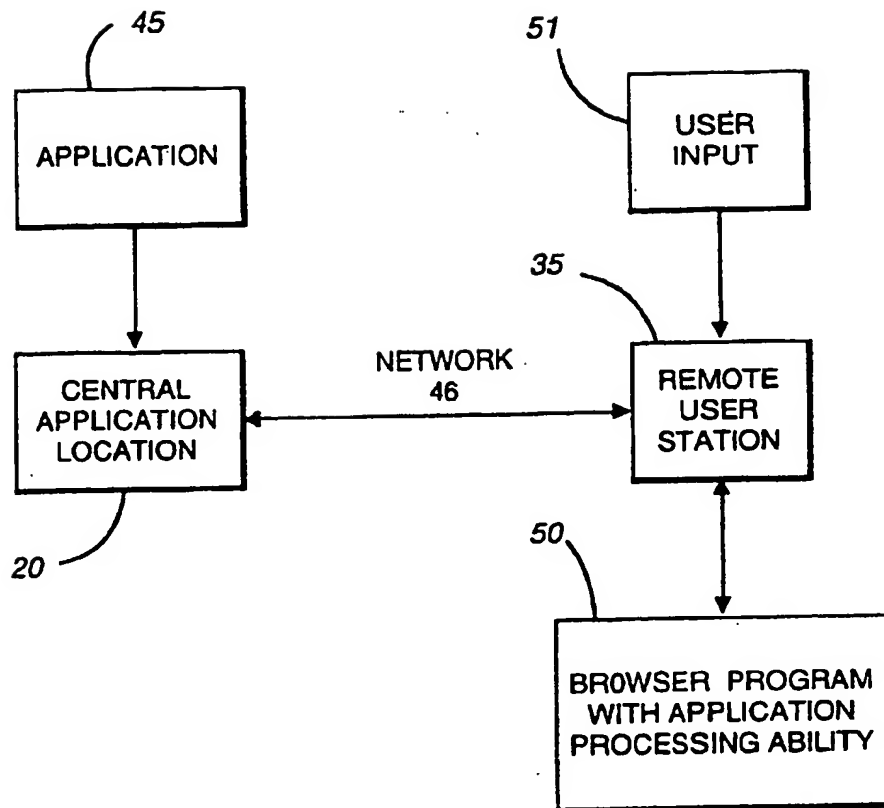 45
APPLICATION
51
USER
INPUT
35
CENTRAL
APPLICATION
LOCATION
20
NETWORK
46
REMOTE
USER
STATION
50
BR0WSER PROGRAM
WITH APPLICATION
PROCESSING ABILITY